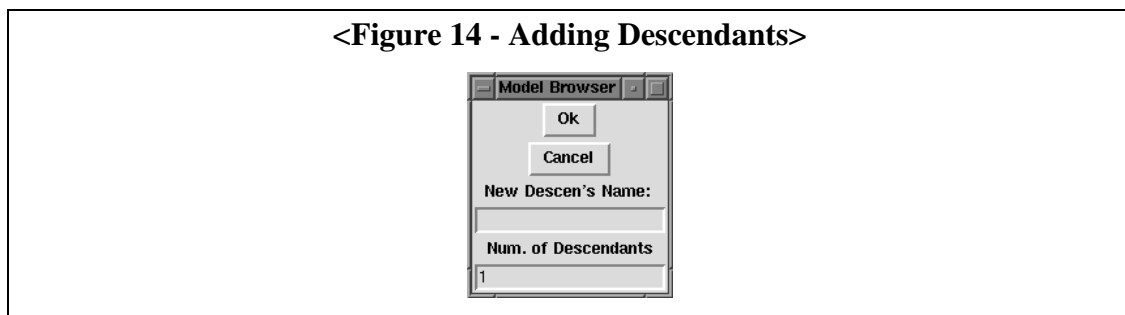 <Figure 14 - Adding Descendants>
Model Browser
Ok
Cancel
New Descen's Name:
Num. of Descendants
1